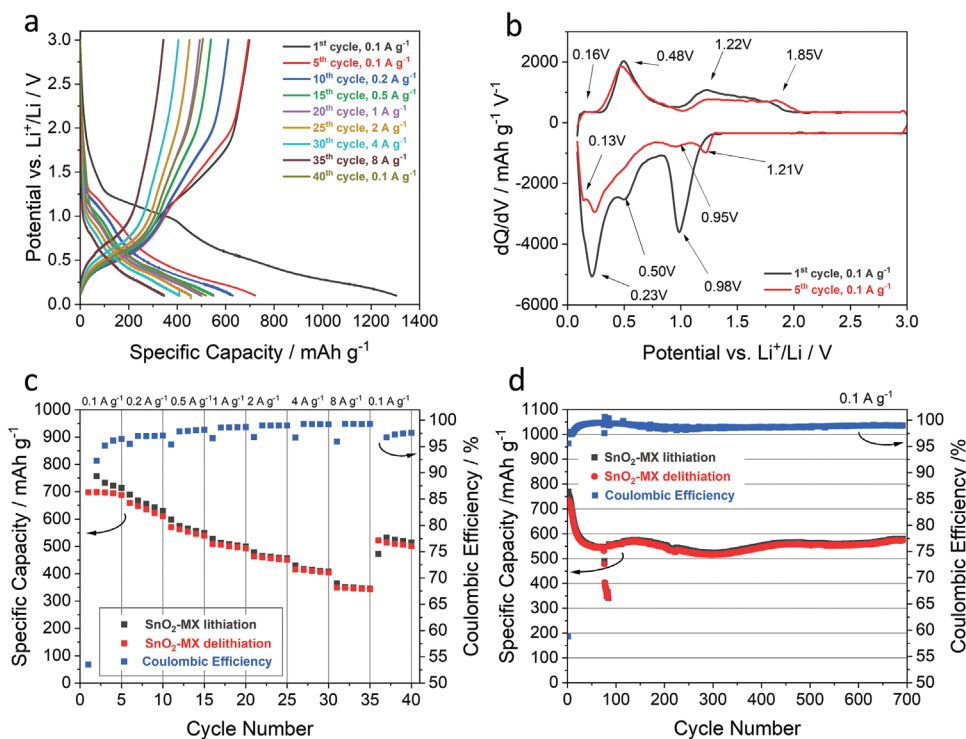 a
Potential vs. Li⁺/Li / V
3.0
2.5
2.0
1.5
1.0
0.5
0.0
1st cycle, 0.1 A g⁻¹
5th cycle, 0.1 A g⁻¹
10th cycle, 0.2 A g⁻¹
15th cycle, 0.5 A g⁻¹
20th cycle, 1 A g⁻¹
25th cycle, 2 A g⁻¹
30th cycle, 4 A g⁻¹
35th cycle, 8 A g⁻¹
40th cycle, 0.1 A g⁻¹
0 200 400 600 800 1000 1200 1400
Specific Capacity / mAh g⁻¹
b
dQ/dV / mAh g⁻¹ V⁻¹
2000
0
-2000
-4000
-6000
0.16V
0.48V
1.22V
1.85V
0.13V
1.21V
0.95V
0.50V
0.98V
0.23V
1st cycle, 0.1 A g⁻¹
5th cycle, 0.1 A g⁻¹
0.0 0.5 1.0 1.5 2.0 2.5 3.0
Potential vs. Li⁺/Li / V
c
0.1 A g⁻¹ 0.2 A g⁻¹ 0.5 A g⁻¹ 1 A g⁻¹ 2 A g⁻¹ 4 A g⁻¹ 8 A g⁻¹ 0.1 A g⁻¹
Specific Capacity / mAh g⁻¹
1000
900
800
700
600
500
400
300
200
100
0
SnO₂-MX lithiation
SnO₂-MX delithiation
Coulombic Efficiency
100
95
90
85
80
75
70
65
60
55
50
Coulombic Efficiency / %
0 10 20 30 40
Cycle Number
d
0.1 A g⁻¹
Specific Capacity /mAh g⁻¹
1100
1000
900
800
700
600
500
400
300
200
100
0
SnO₂-MX lithiation
SnO₂-MX delithiation
Coulombic Efficiency
100
95
90
85
80
75
70
65
60
55
50
Coulombic Efficiency /%
0 100 200 300 400 500 600 700
Cycle Number